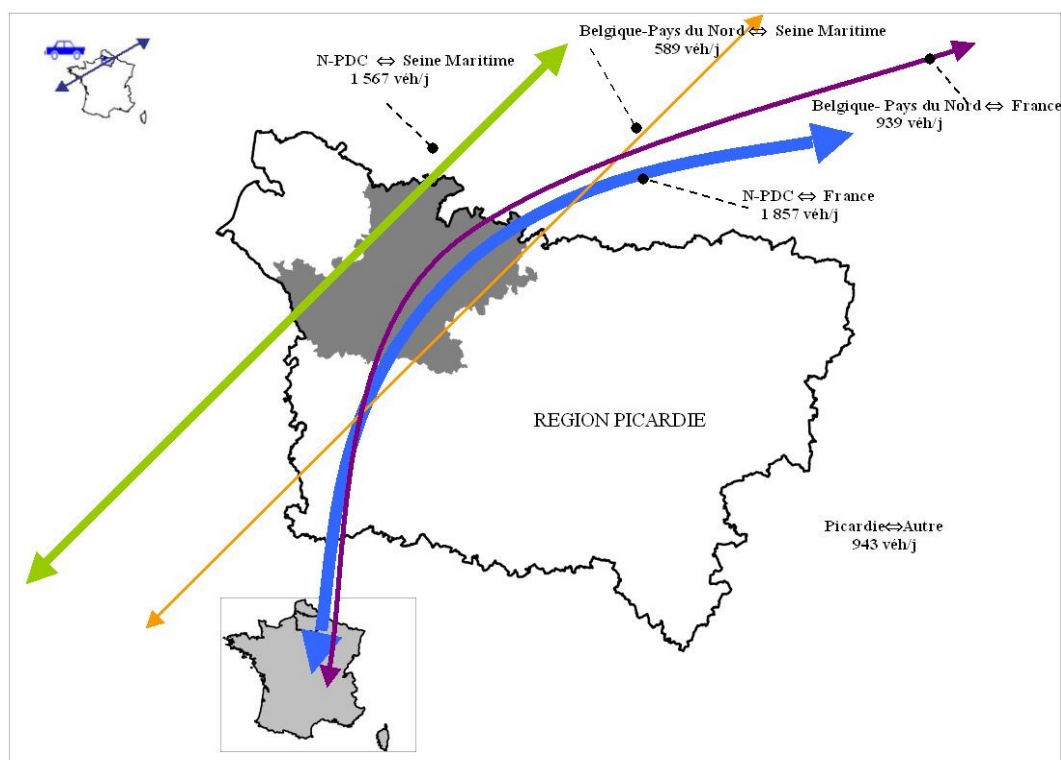 Belgique-Pays du Nord ⇔ Seine Maritime
589 véh/j
N-PDC ⇔ Seine Maritime
1 567 véh/j
Belgique- Pays du Nord ⇔ France
939 véh/j
N-PDC ⇔ France
1 857 véh/j
REGION PICARDIE
Picardie⇔Autre
943 véh/j